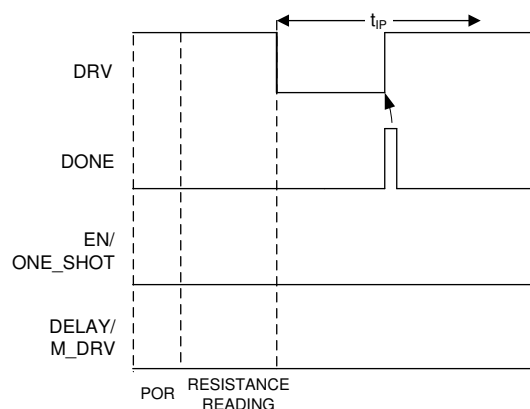 tIP
DRV
DONE
EN/
ONE_SHOT
DELAY/
M_DRV
POR
RESISTANCE
READING